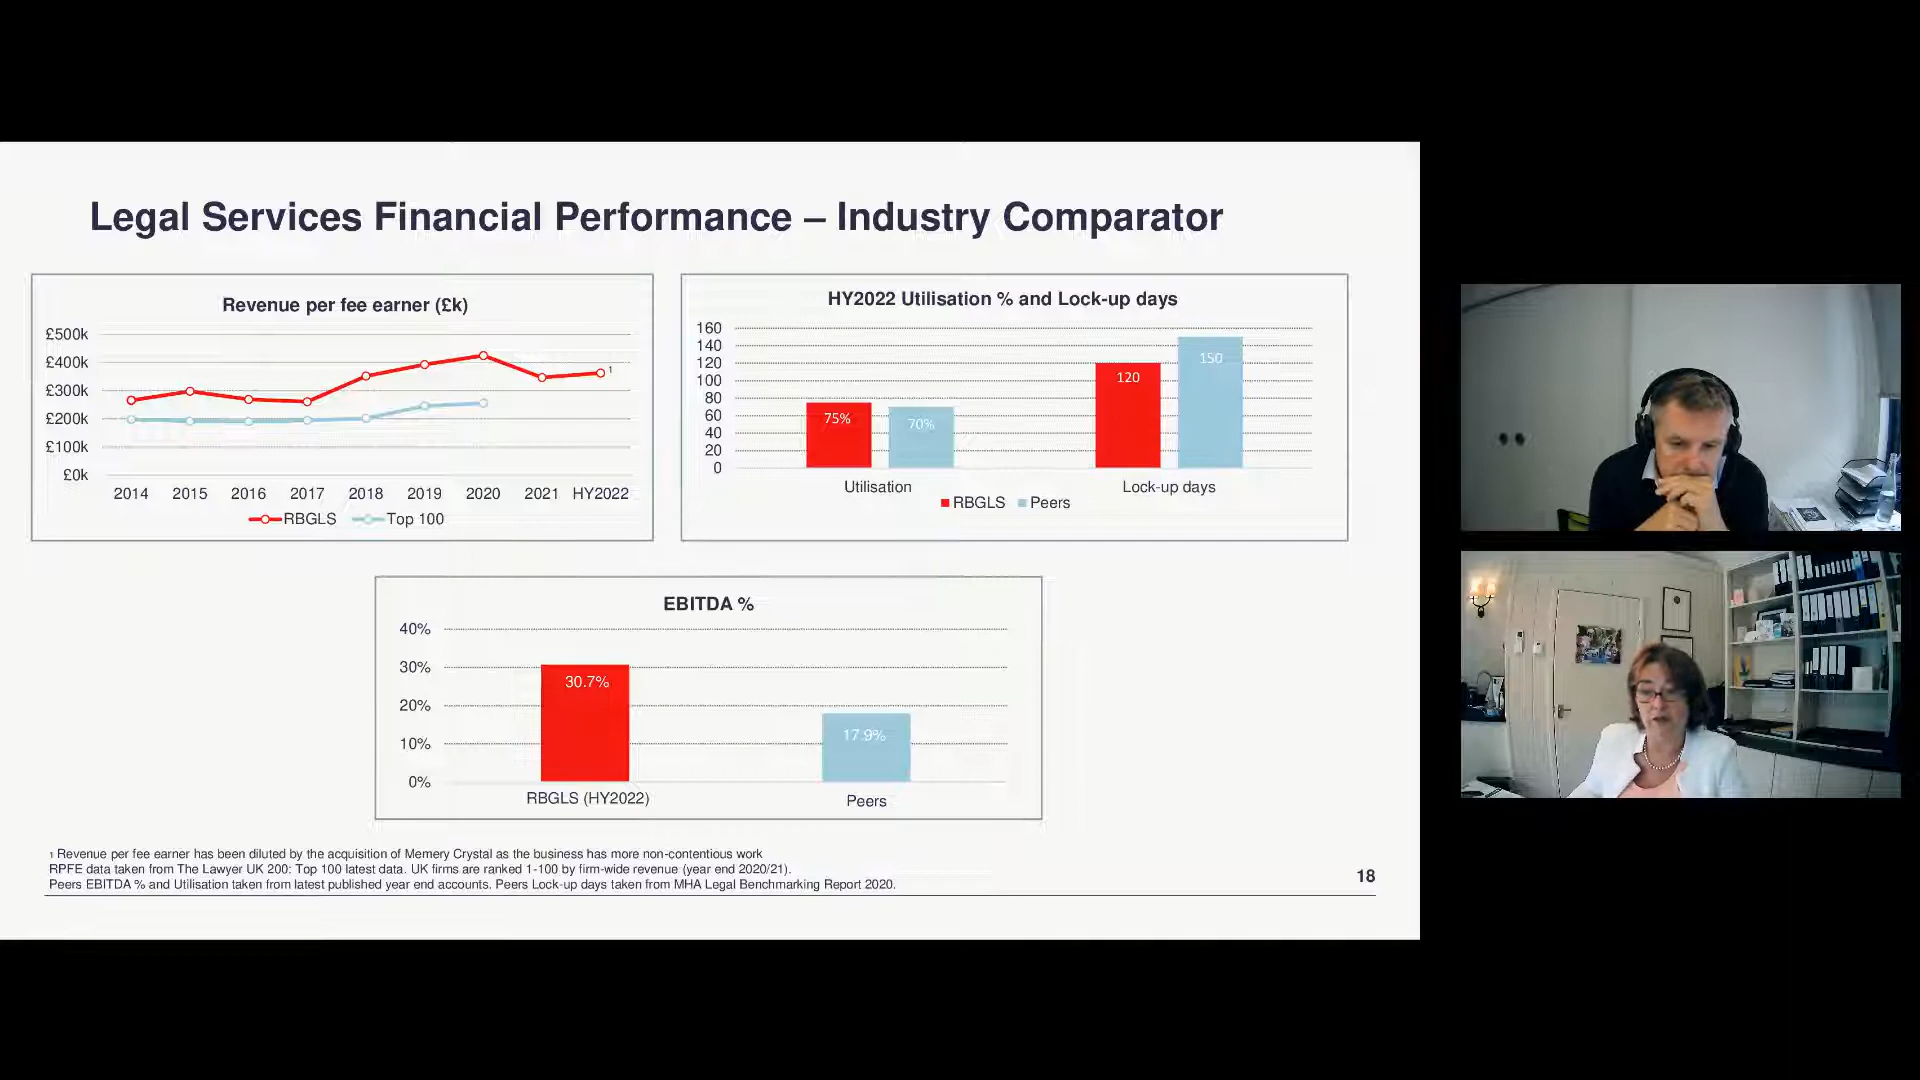 Legal Services Financial Performance – Industry Comparator
Revenue per fee earner (£k)
£500k
£400k
£300k
£200k
£100k
£0k
1
2014 2015 2016 2017 2018 2019 2020 2021 HY2022
RBGLS Top 100
HY2022 Utilisation % and Lock-up days
160
140
120
100
80
60
40
20
0
75%
70%
120
150
Utilisation Lock-up days
RBGLS Peers
EBITDA %
40%
30%
20%
10%
0%
30.7%
17.9%
RBGLS (HY2022) Peers
1 Revenue per fee earner has been diluted by the acquisition of Memery Crystal as the business has more non-contentious work
RPFE data taken from The Lawyer UK 200: Top 100 latest data. UK firms are ranked 1-100 by firm-wide revenue (year end 2020/21).
Peers EBITDA % and Utilisation taken from latest published year end accounts. Peers Lock-up days taken from MHA Legal Benchmarking Report 2020.
18